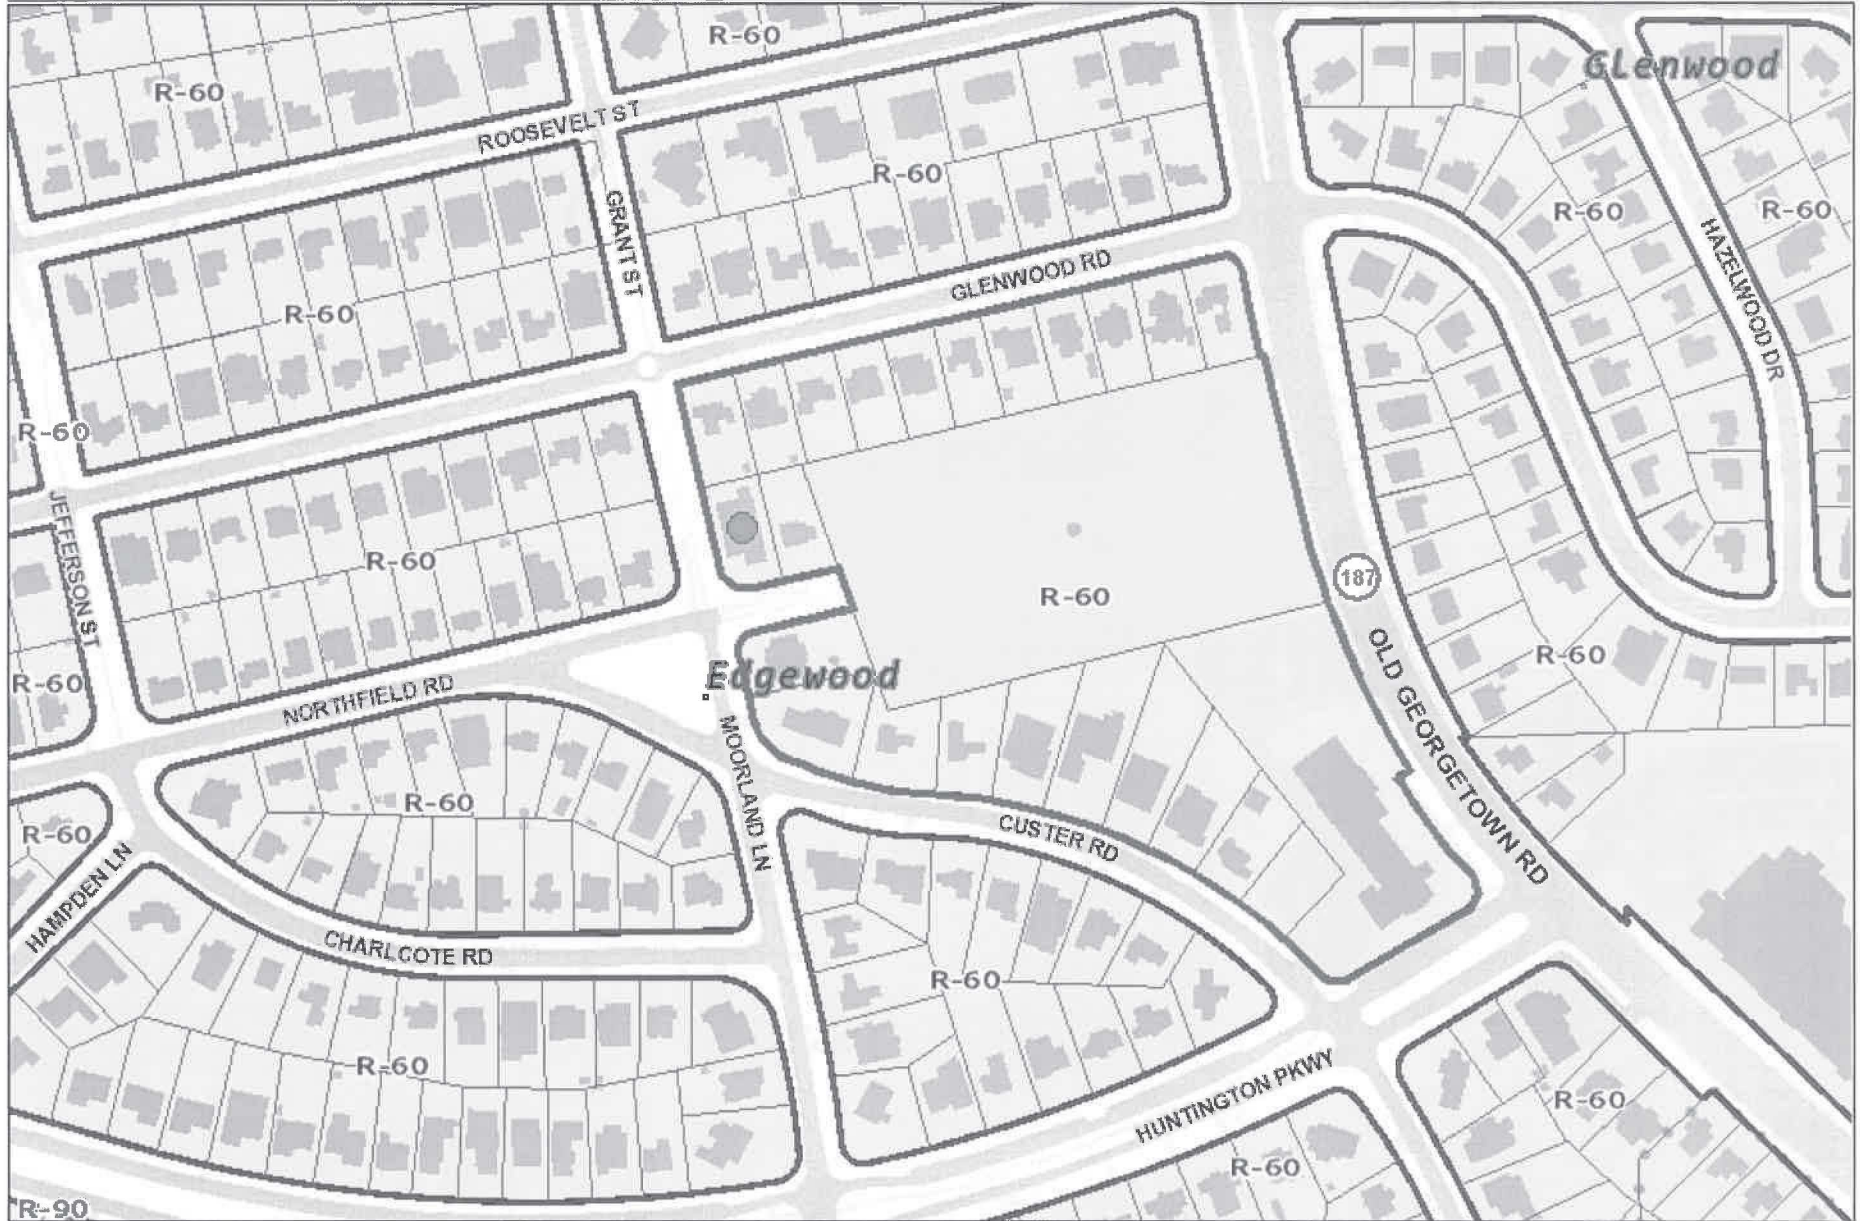 R-60
R-60
Glenwood
ROOSEVELT ST
R-60
GRANT ST
R-60
R-60
HAZELWOOD DR
GLENWOOD RD
R-60
R-60
JEFFERSON ST
R-60
187
R-60
OLD GEORGETOWN RD
R-60
R-60
Edgewood
NORTHFIELD RD
MOORLAND LN
R-60
R-60
CUSTER RD
HAMPDEN LN
CHARLCOTE RD
R-60
R-60
HUNTINGTON PKWY
R-60
R-60
R-90